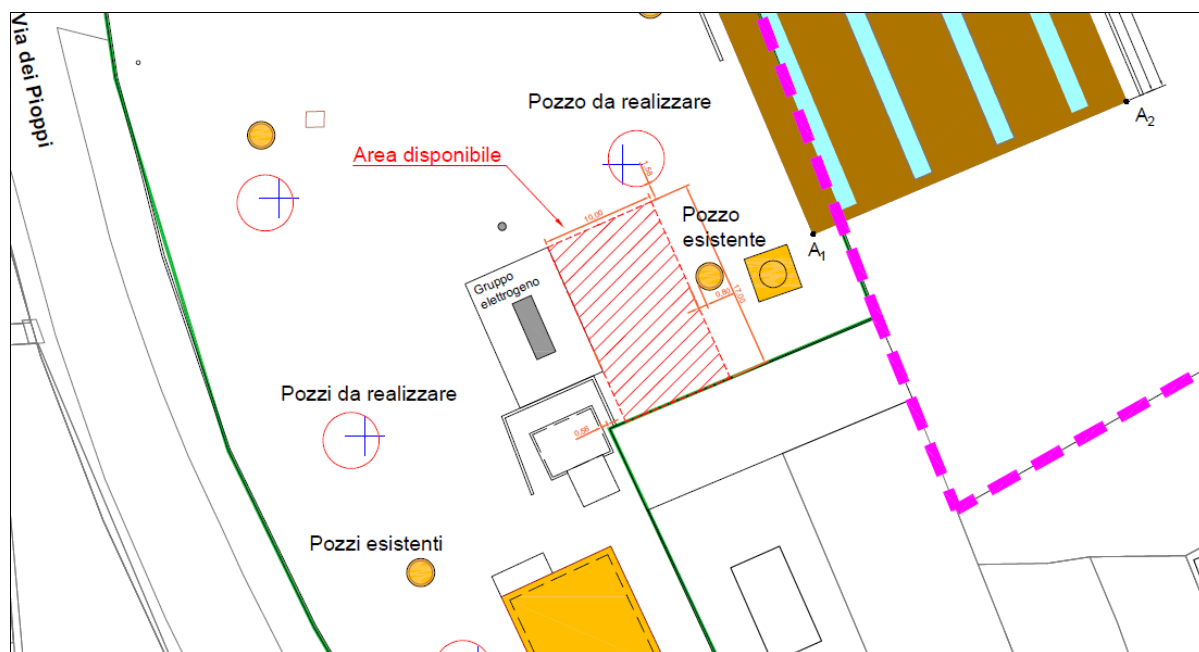 Via dei Pioppi
Pozzo da realizzare
Area disponibile
1,56
10,00
Pozzo
esistente
A2
A1
Gruppo
elettrogeno
0,80
17,00
Pozzi da realizzare
0,56
Pozzi esistenti